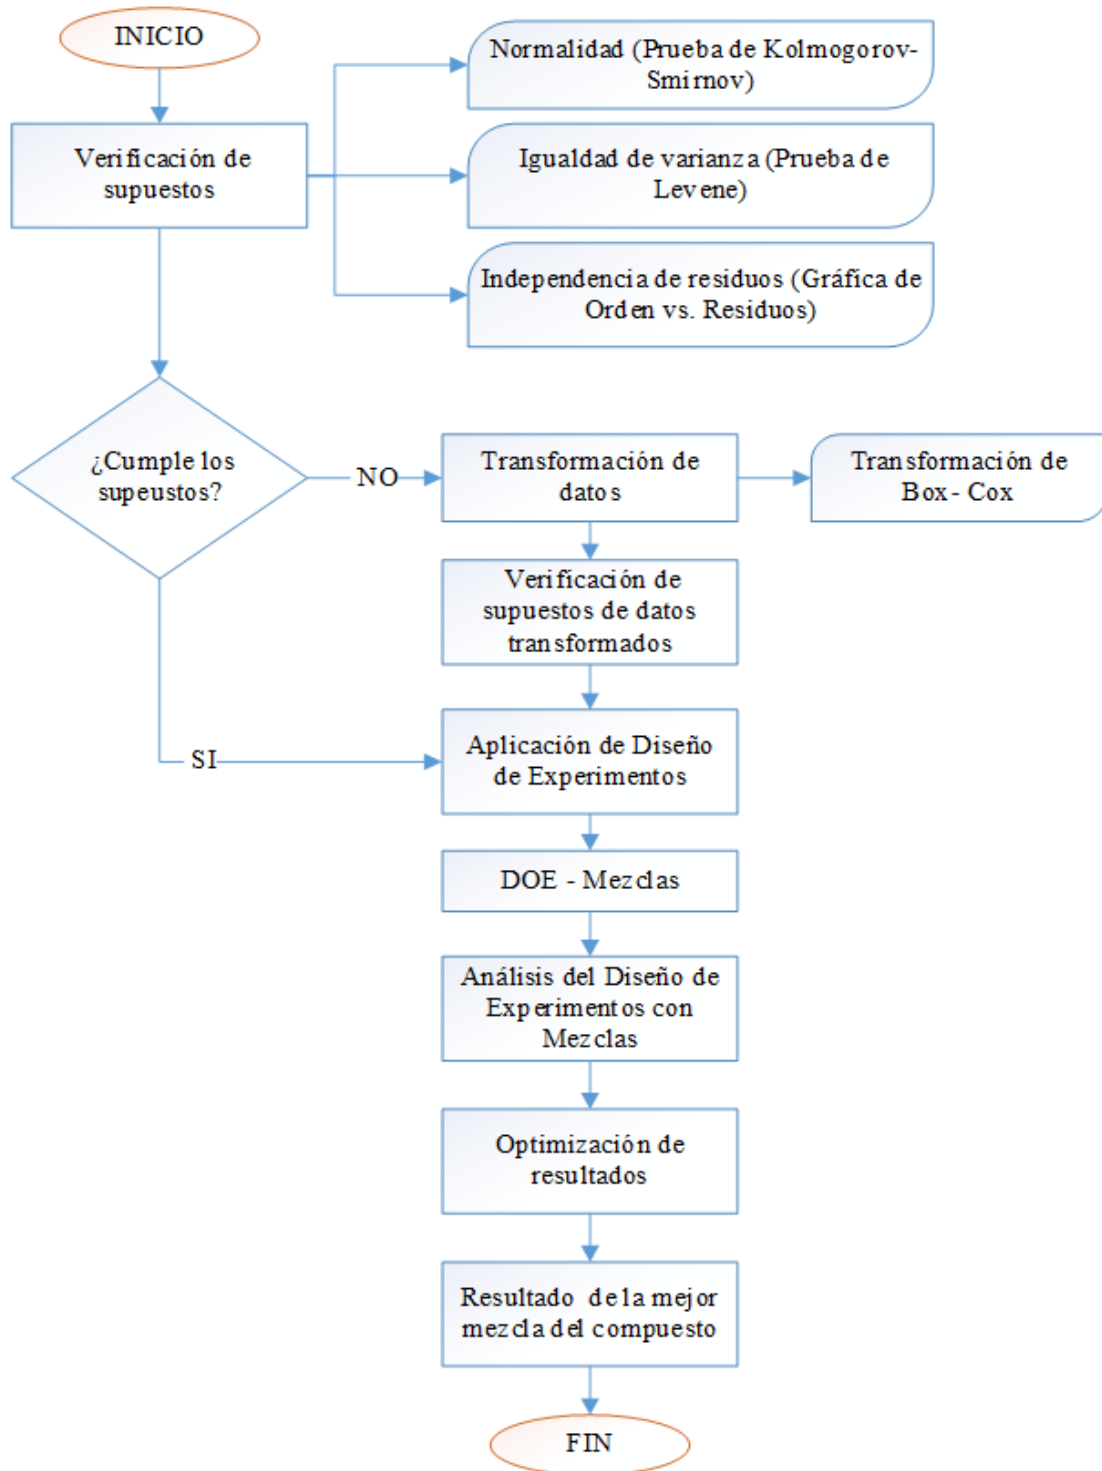 INICIO
Normalidad (Prueba de Kolmogorov-
Smirnov)
Verificación de
supuestos
Igualdad de varianza (Prueba de
Levene)
Independencia de residuos (Gráfica de
Orden vs. Residuos)
¿Cumple los
supeustos?
NO
Transformación de
datos
Transformación de
Box- Cox
Verificación de
supuestos de datos
transformados
SI
Aplicación de Diseño
de Experimentos
DOE - Mezclas
Análisis del Diseño de
Experimentos con
Mezclas
Optimización de
resultados
Resultado de la mejor
mezcla del compuesto
FIN